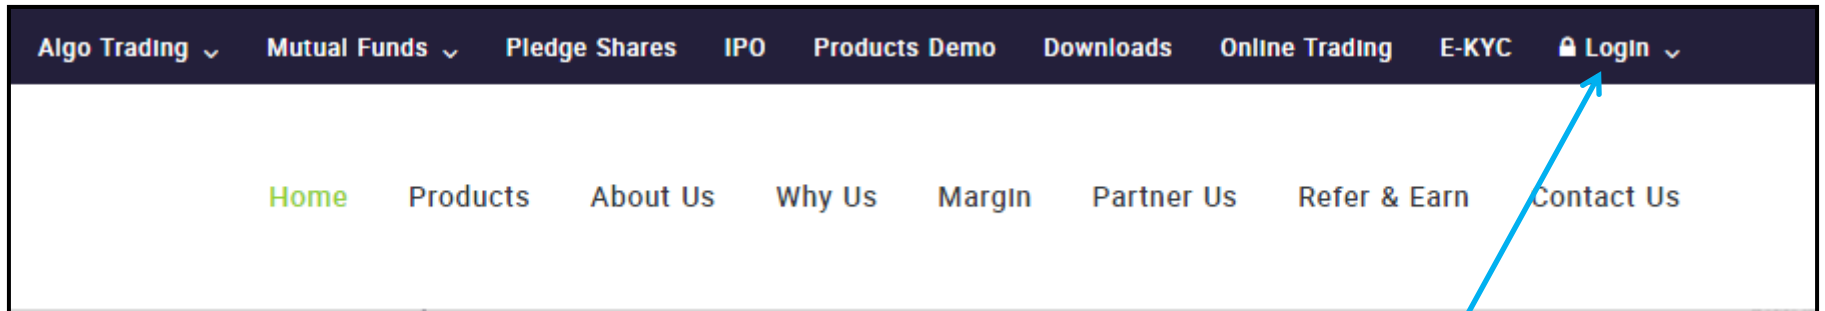 Algo Trading Mutual Funds Pledge Shares IPO Products Demo Downloads Online Trading E-KYC Login
Home Products About Us Why Us Margin Partner Us Refer & Earn Contact Us